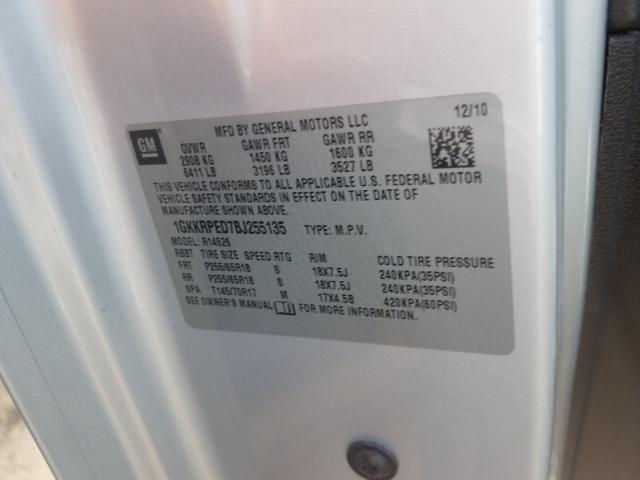 GM
MFD BY GENERAL MOTORS LLC
12/10
GVWR GAWR FRT GAWR RR
2908 KG 1450 KG 1600 KG
6411 LB 3196 LB 3527 LB
THIS VEHICLE CONFORMS TO ALL APPLICABLE U.S. FEDERAL MOTOR
VEHICLE SAFETY STANDARDS IN EFFECT ON THE DATE OF
MANUFACTURE SHOWN ABOVE.
1GKKRPED7BJ255135 TYPE: M.P.V.
MODEL: R14526
RBBT TIRE SIZE SPEED RTG RIM COLD TIRE PRESSURE
FRT P255/65R18 S 18X7.5J 240KPA(35PSI)
RR P255/65R18 S 18X7.5J 240KPA(35PSI)
SPA T145/70R17 M 17X4.5B 420KPA(60PSI)
SEE OWNER'S MANUAL FOR MORE INFORMATION.